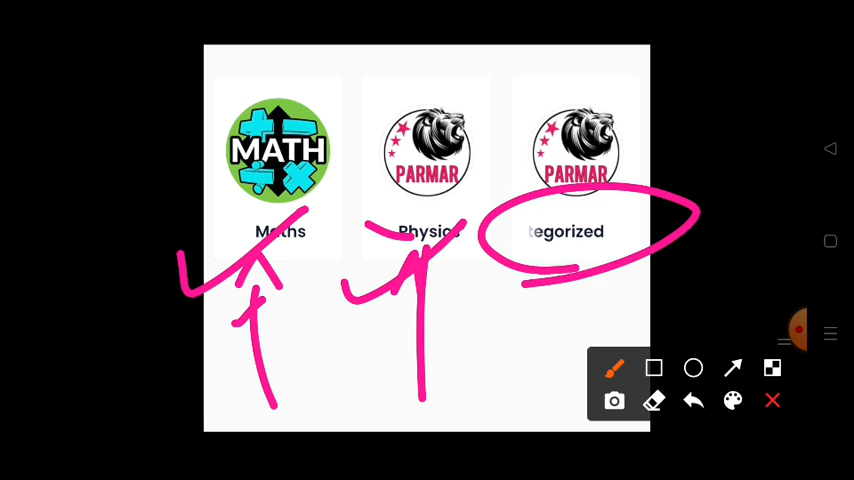 MATH
PARMAR
PARMAR
Maths
Physics
tegorized